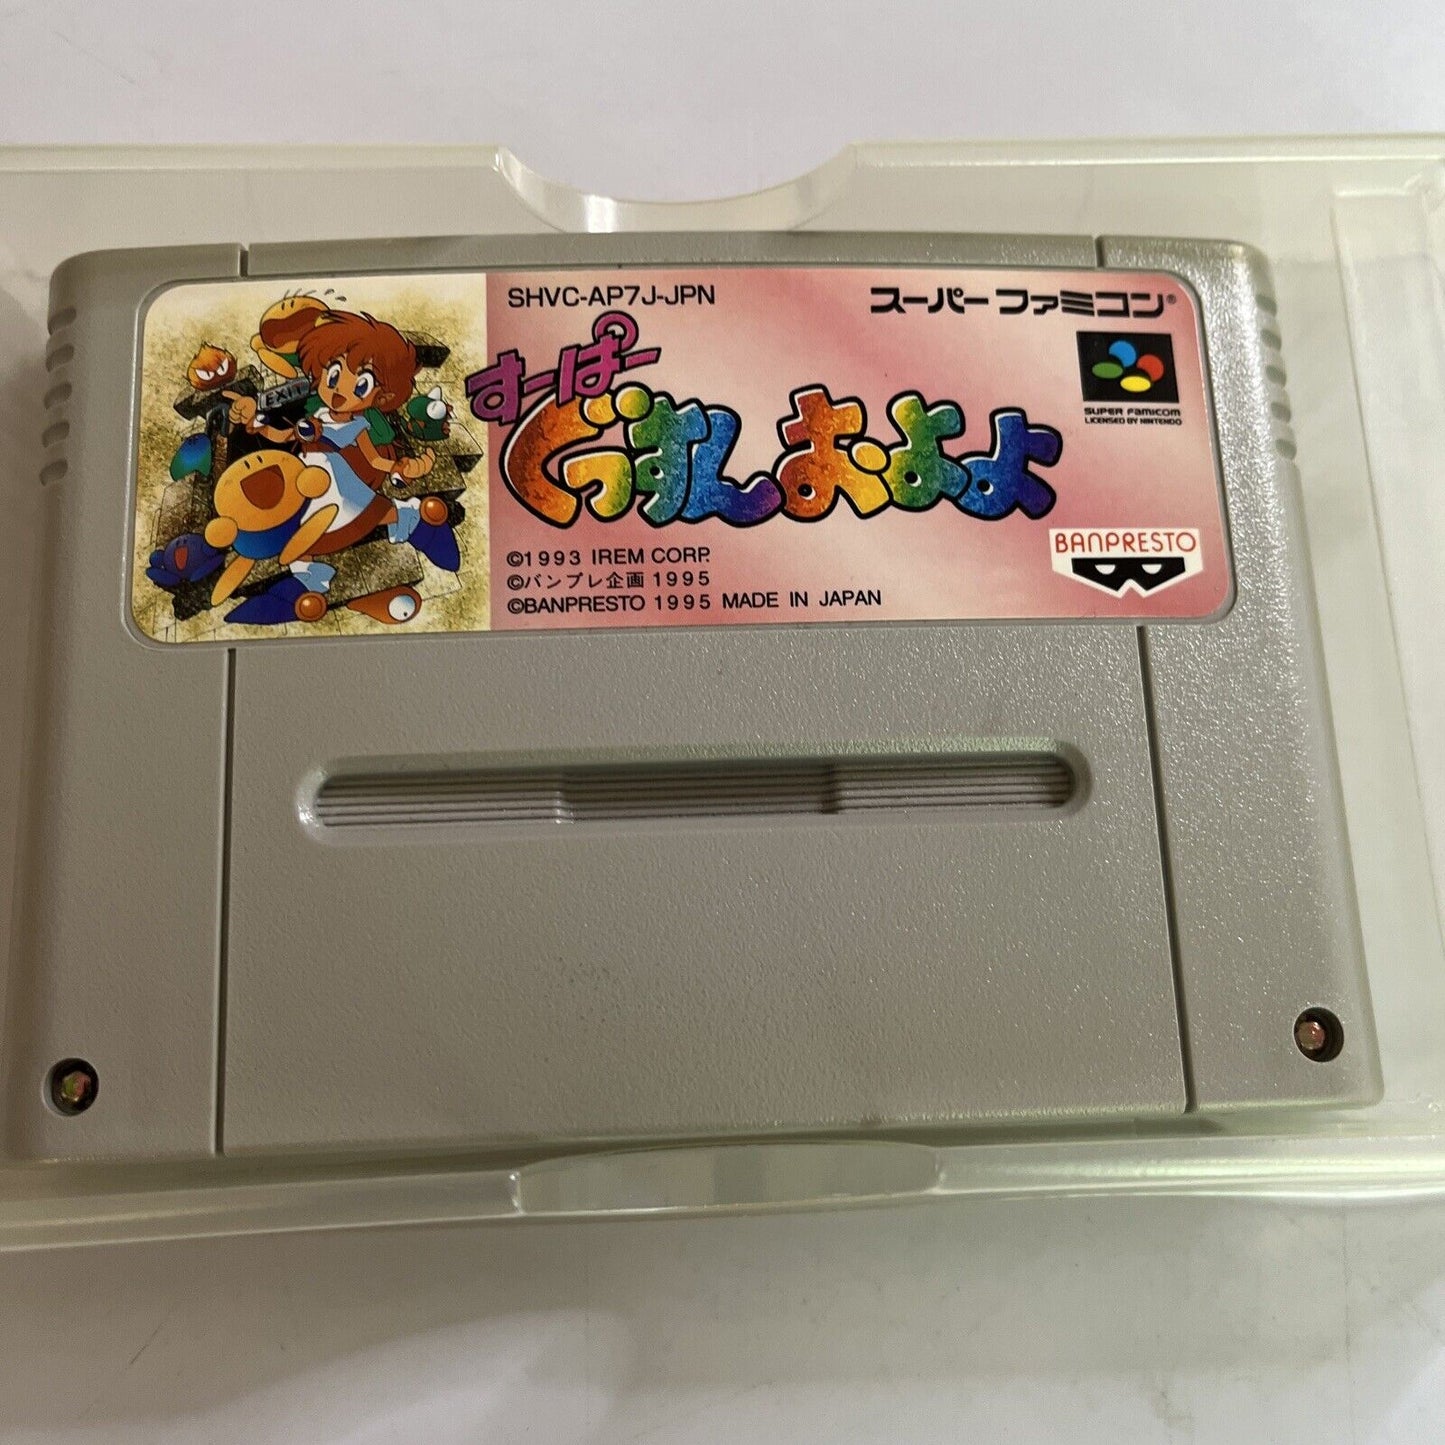 SHVC-AP7J-JPN
スーパーファミコン®
すーぱー
ぐっすんおよよ
EXIT
SUPER FAMICOM
LICENSED BY NINTENDO
©1993 IREM CORP.
©バンプレ企画 1995
©BANPRESTO 1995 MADE IN JAPAN
BANPRESTO